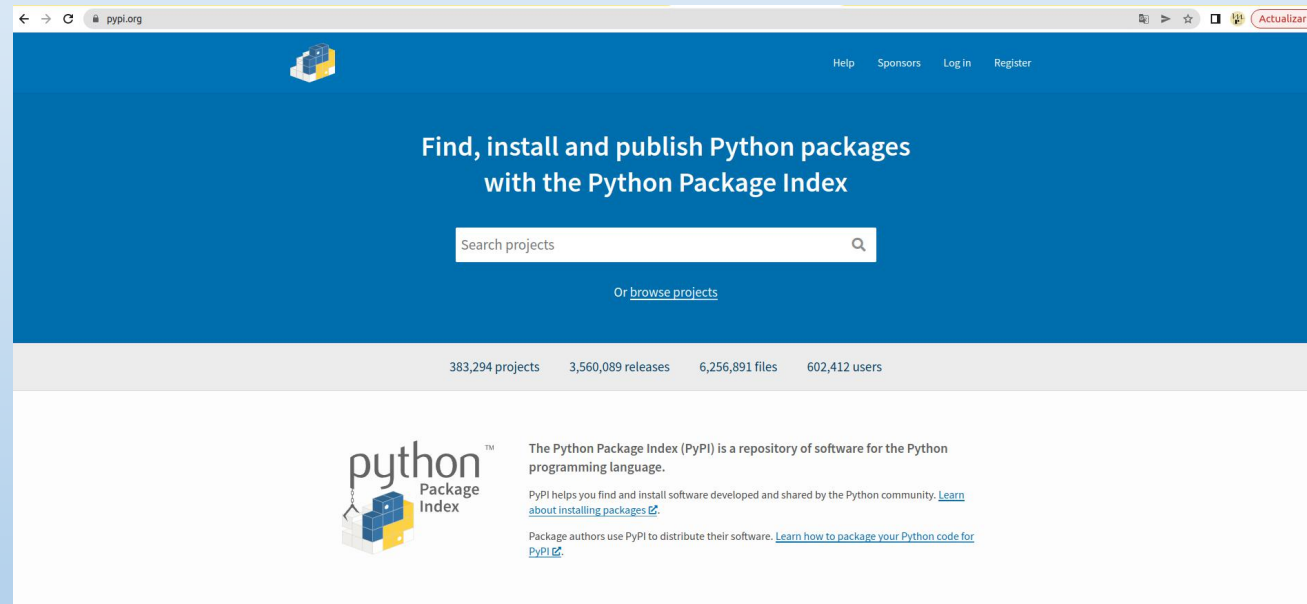 pypi.org
Actualizar
Help Sponsors Log in Register
Find, install and publish Python packages
with the Python Package Index
Search projects
Or browse projects
383,294 projects 3,560,089 releases 6,256,891 files 602,412 users
python™
Package
Index
The Python Package Index (PyPI) is a repository of software for the Python
programming language.
PyPI helps you find and install software developed and shared by the Python community. Learn
about installing packages.
Package authors use PyPI to distribute their software. Learn how to package your Python code for
PyPI.